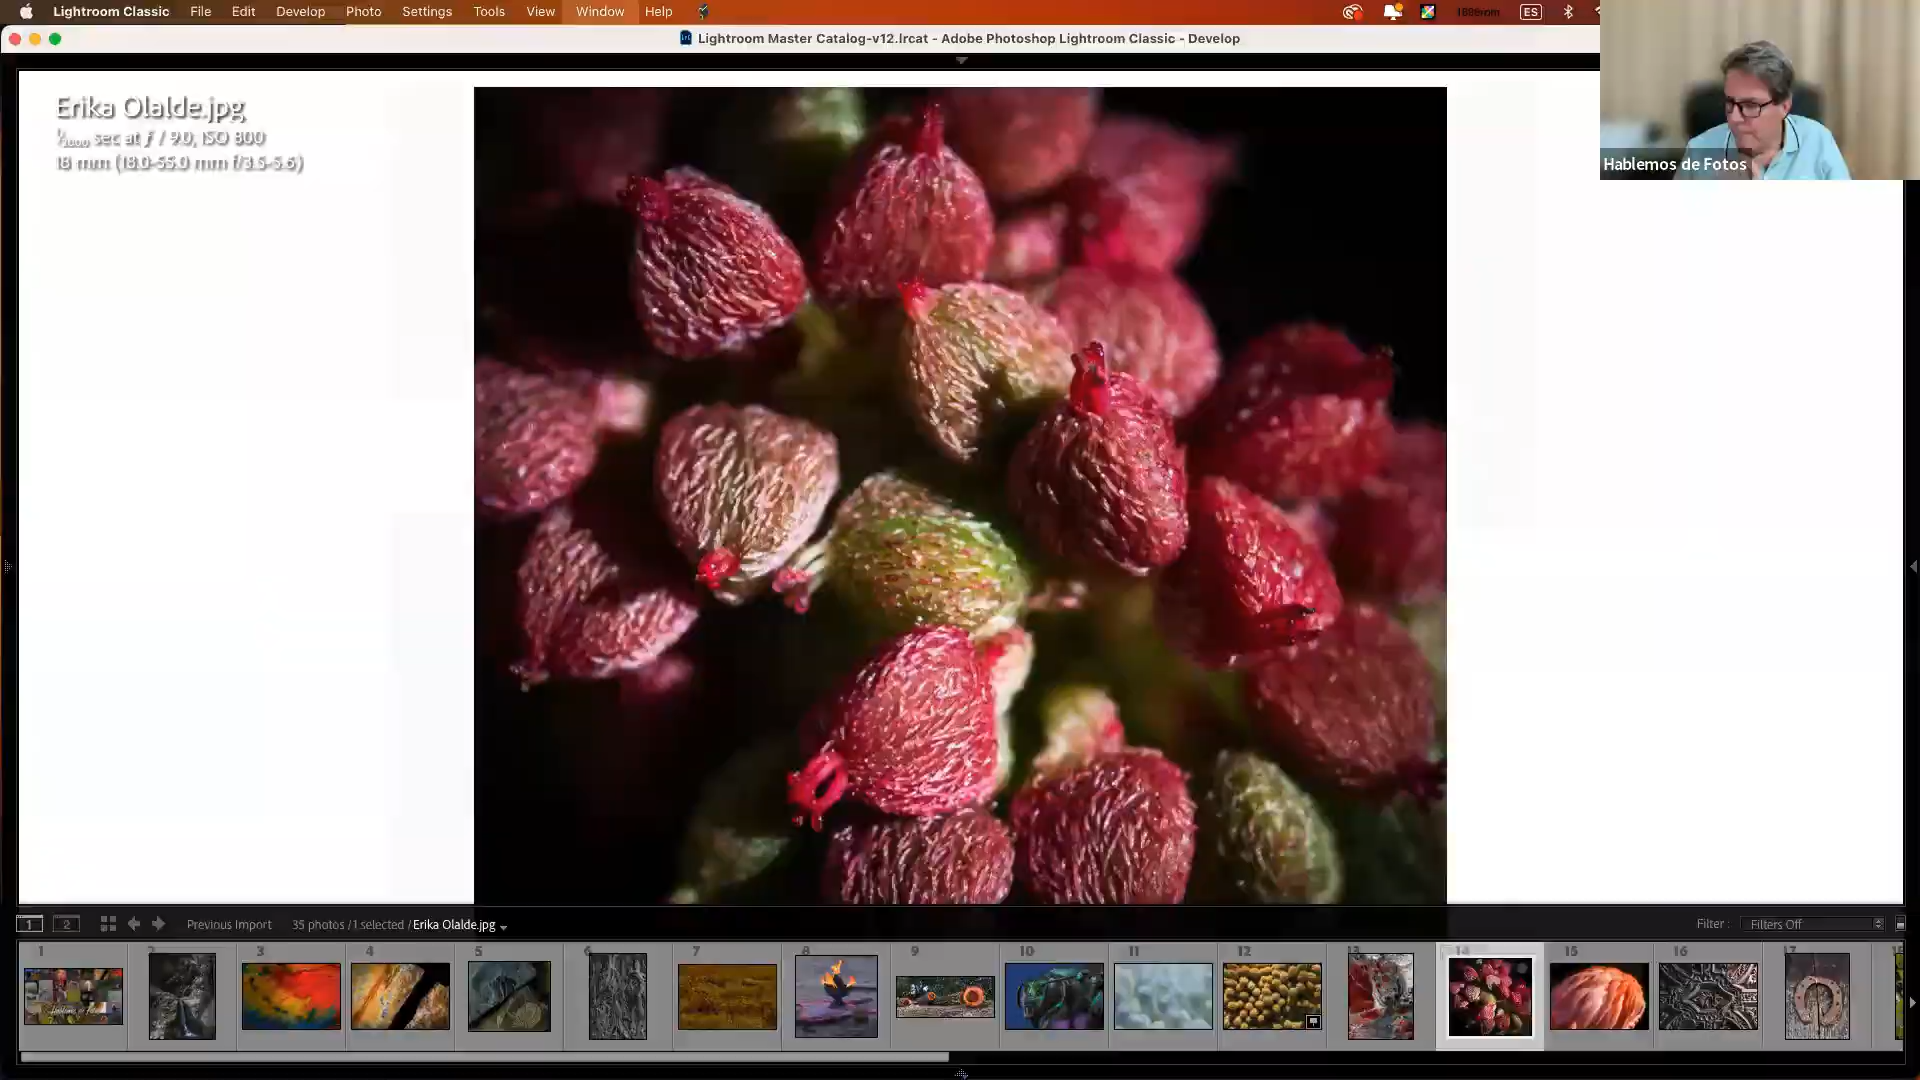 Lightroom Classic File Edit Develop Photo Settings Tools View Window Help ES
Lightroom Master Catalog-v12.lrcat - Adobe Photoshop Lightroom Classic - Develop
Erika Olalde.jpg
sec at ƒ / 9.0, ISO 800
18 mm (18.0-55.0 mm f/3.5-5.6)
Hablemos de Fotos
1 2 Previous Import 35 photos / 1 selected / Erika Olalde.jpg Filter : Filters Off
1 2 3 4 5 6 7 8 9 10 11 12 13 14 15 16 17